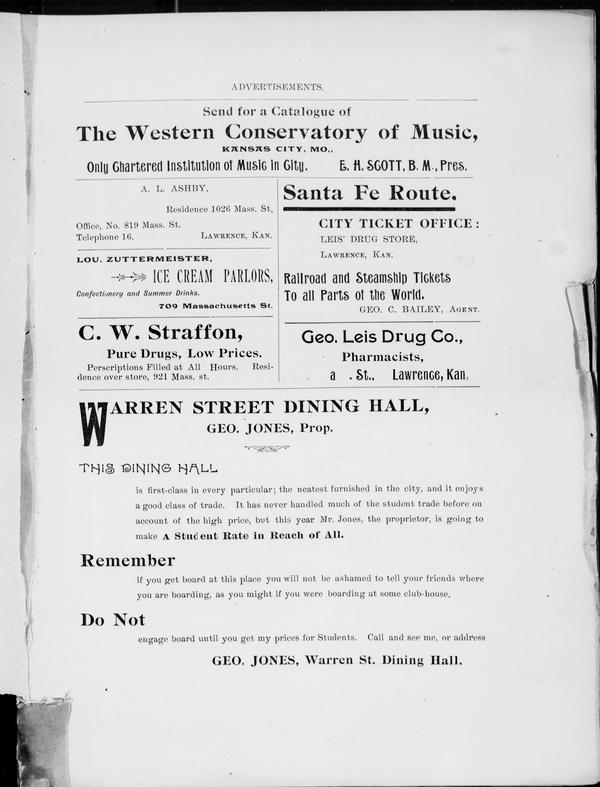 ADVERTISEMENTS.
Send for a Catalogue of
The Western Conservatory of Music,
KANSAS CITY, MO.,
Only Chartered Institution of Music in City. E. H. SCOTT, B. M., Pres.
A. L. ASHBY,
Residence 1026 Mass. St,
Office, No. 819 Mass. St.
Telephone 16. LAWRENCE, KAN.
LOU. ZUTTERMEISTER,
ICE CREAM PARLORS,
Confectionery and Summer Drinks.
709 Massachusetts St.
C. W. Straffon,
Pure Drugs, Low Prices.
Perscriptions Filled at All Hours. Resi-
dence over store, 921 Mass. st.
Santa Fe Route.
CITY TICKET OFFICE:
LEIS' DRUG STORE,
LAWRENCE, KAN.
Railroad and Steamship Tickets
To all Parts of the World.
GEO. C. BAILEY, AGENT.
Geo. Leis Drug Co.,
Pharmacists,
a . St., Lawrence, Kan,
WARREN STREET DINING HALL,
GEO. JONES, Prop.
THIS DINING HALL
is first-class in every particular; the neatest furnished in the city, and it enjoys
a good class of trade. It has never handled much of the student trade before on
account of the high price, but this year Mr. Jones, the proprietor, is going to
make A Student Rate in Reach of All.
Remember
if you get board at this place you will not be ashamed to tell your friends where
you are boarding, as you might if you were boarding at some club-house,
Do Not
engage board until you get my prices for Students. Call and see me, or address
GEO. JONES, Warren St. Dining Hall.